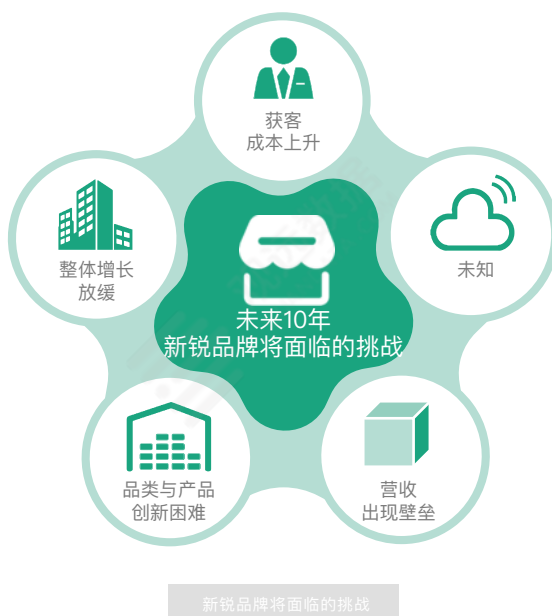 获客
成本上升
整体增长
放缓
未知
未来10年
新锐品牌将面临的挑战
品类与产品
创新困难
营收
出现壁垒
新锐品牌将面临的挑战